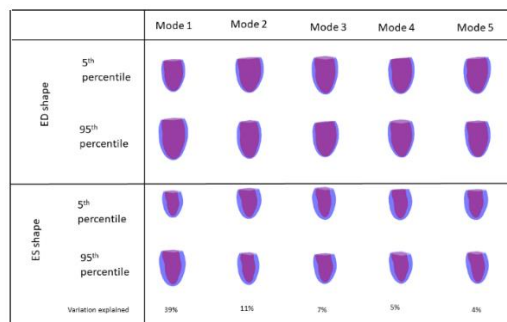 Mode 1 Mode 2 Mode 3 Mode 4 Mode 5
ED shape
5th
percentile
95th
percentile
ES shape
5th
percentile
95th
percentile
Variation explained 39% 11% 7% 5% 4%